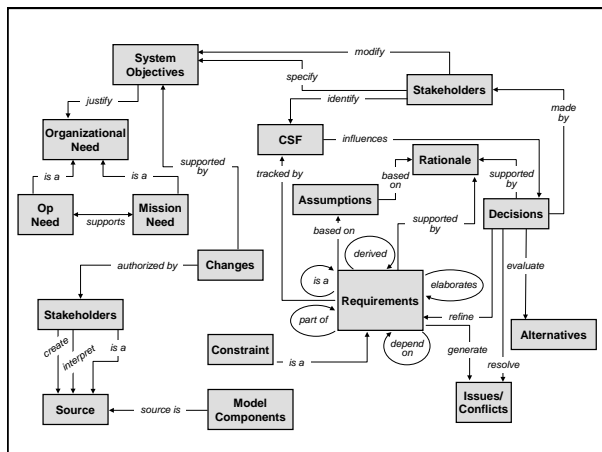 modify
System
Objectives
specify
Stakeholders
justify
identify
made
by
Organizational
Need
CSF
influences
Rationale
is a
is a
supported
by
tracked by
based
on
supported
by
Assumptions
Op
Need
supports
Mission
Need
Decisions
based on
supported
by
derived
authorized by
Changes
evaluate
is a
elaborates
Requirements
Stakeholders
part of
refine
Alternatives
create
interpret
is a
Constraint
is a
depend
on
generate
resolve
Source
source is
Model
Components
Issues/
Conflicts